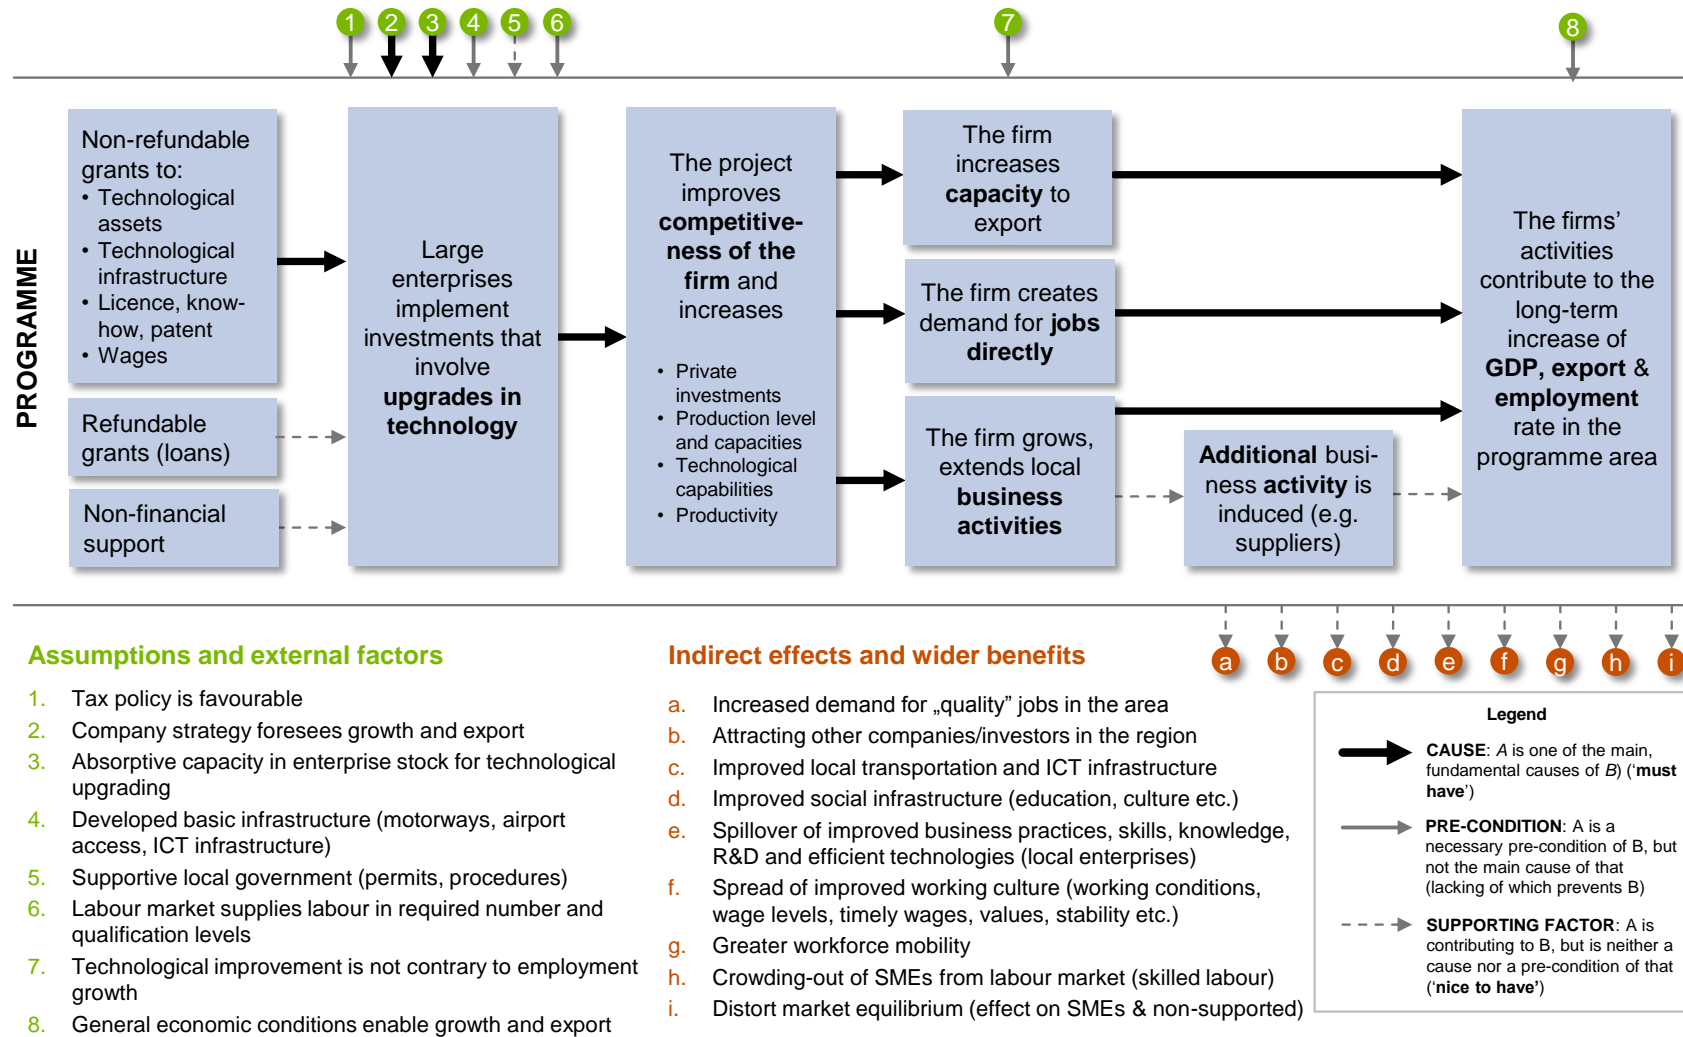 1 2 3 4 5 6 7 8
PROGRAMME
Non-refundable
grants to:
• Technological
assets
• Technological
infrastructure
• Licence, know-
how, patent
• Wages
Refundable
grants (loans)
Non-financial
support
Large
enterprises
implement
investments that
involve
upgrades in
technology
The project
improves
competitive-
ness of the
firm and
increases
• Private
investments
• Production level
and capacities
• Technological
capabilities
• Productivity
The firm
increases
capacity to
export
The firm creates
demand for jobs
directly
The firm grows,
extends local
business
activities
Additional busi-
ness activity is
induced (e.g.
suppliers)
The firms’
activities
contribute to the
long-term
increase of
GDP, export &
employment
rate in the
programme area
a b c d e f g h i
Assumptions and external factors
1. Tax policy is favourable
2. Company strategy foresees growth and export
3. Absorptive capacity in enterprise stock for technological
upgrading
4. Developed basic infrastructure (motorways, airport
access, ICT infrastructure)
5. Supportive local government (permits, procedures)
6. Labour market supplies labour in required number and
qualification levels
7. Technological improvement is not contrary to employment
growth
8. General economic conditions enable growth and export
Indirect effects and wider benefits
a. Increased demand for „quality” jobs in the area
b. Attracting other companies/investors in the region
c. Improved local transportation and ICT infrastructure
d. Improved social infrastructure (education, culture etc.)
e. Spillover of improved business practices, skills, knowledge,
R&D and efficient technologies (local enterprises)
f. Spread of improved working culture (working conditions,
wage levels, timely wages, values, stability etc.)
g. Greater workforce mobility
h. Crowding-out of SMEs from labour market (skilled labour)
i. Distort market equilibrium (effect on SMEs & non-supported)
Legend
CAUSE: A is one of the main,
fundamental causes of B) (‘must
have’)
PRE-CONDITION: A is a
necessary pre-condition of B, but
not the main cause of that
(lacking of which prevents B)
SUPPORTING FACTOR: A is
contributing to B, but is neither a
cause nor a pre-condition of that
(‘nice to have’)